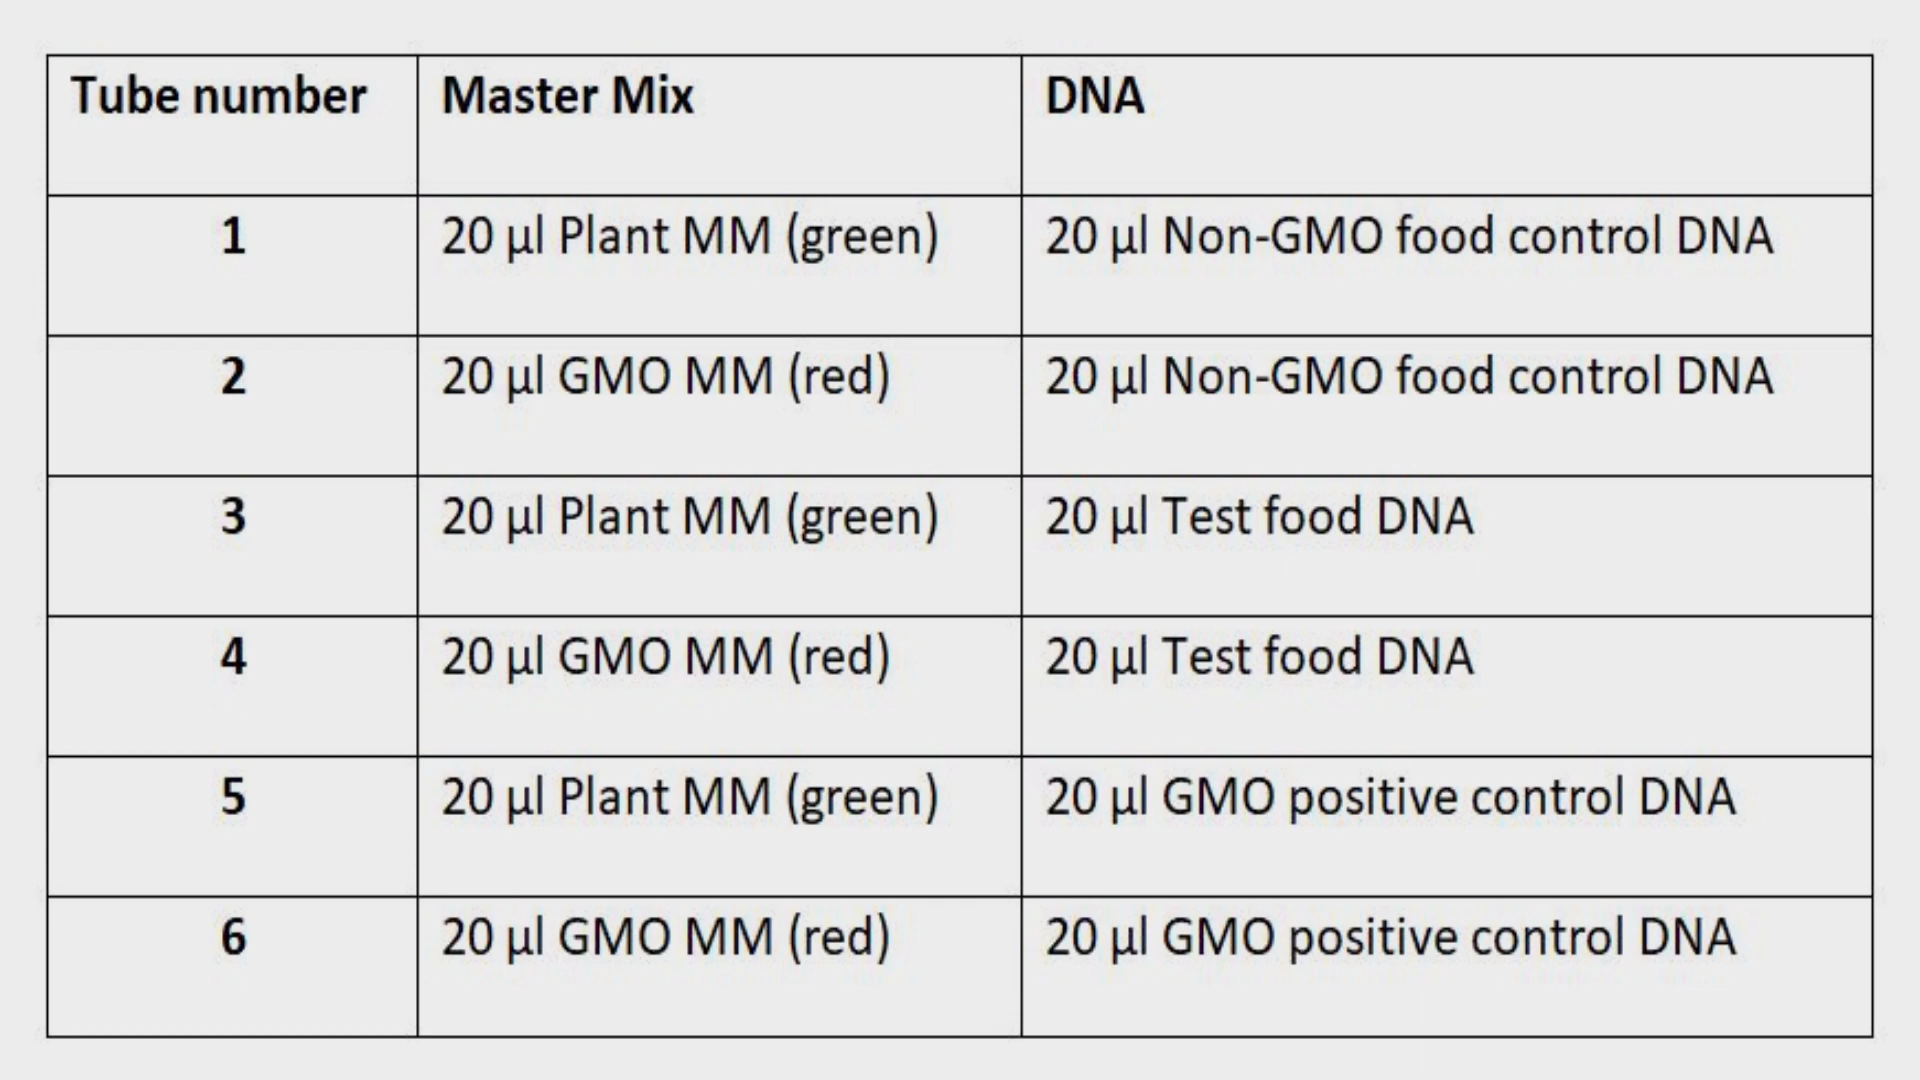 Tube number Master Mix DNA
1 20 µl Plant MM (green) 20 µl Non-GMO food control DNA
2 20 µl GMO MM (red) 20 µl Non-GMO food control DNA
3 20 µl Plant MM (green) 20 µl Test food DNA
4 20 µl GMO MM (red) 20 µl Test food DNA
5 20 µl Plant MM (green) 20 µl GMO positive control DNA
6 20 µl GMO MM (red) 20 µl GMO positive control DNA